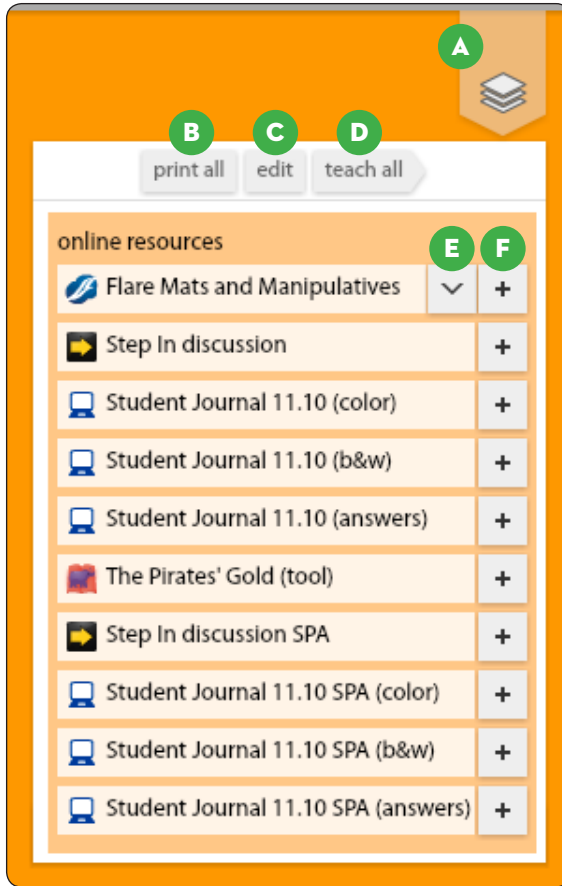 A
B C D
print all edit teach all
online resources E F
Flare Mats and Manipulatives +
Step In discussion +
Student Journal 11.10 (color) +
Student Journal 11.10 (b&w) +
Student Journal 11.10 (answers) +
The Pirates' Gold (tool) +
Step In discussion SPA +
Student Journal 11.10 SPA (color) +
Student Journal 11.10 SPA (b&w) +
Student Journal 11.10 SPA (answers) +